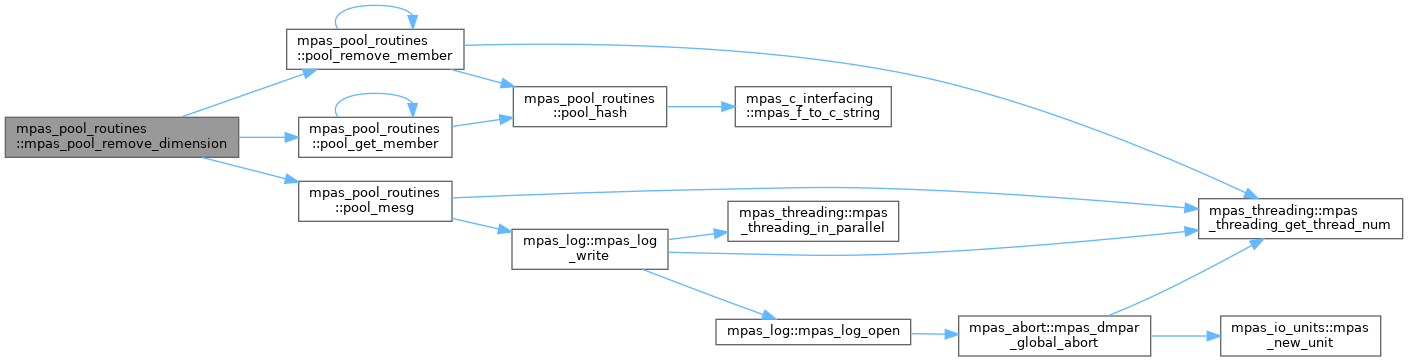 mpas_pool_routines
::mpas_pool_remove_dimension
mpas_pool_routines
::pool_remove_member
mpas_pool_routines
::pool_get_member
mpas_pool_routines
::pool_mesg
mpas_pool_routines
::pool_hash
mpas_c_interfacing
::mpas_f_to_c_string
mpas_log::mpas_log
_write
mpas_threading::mpas
_threading_in_parallel
mpas_log::mpas_log_open
mpas_abort::mpas_dmpar
_global_abort
mpas_threading::mpas
_threading_get_thread_num
mpas_io_units::mpas
_new_unit